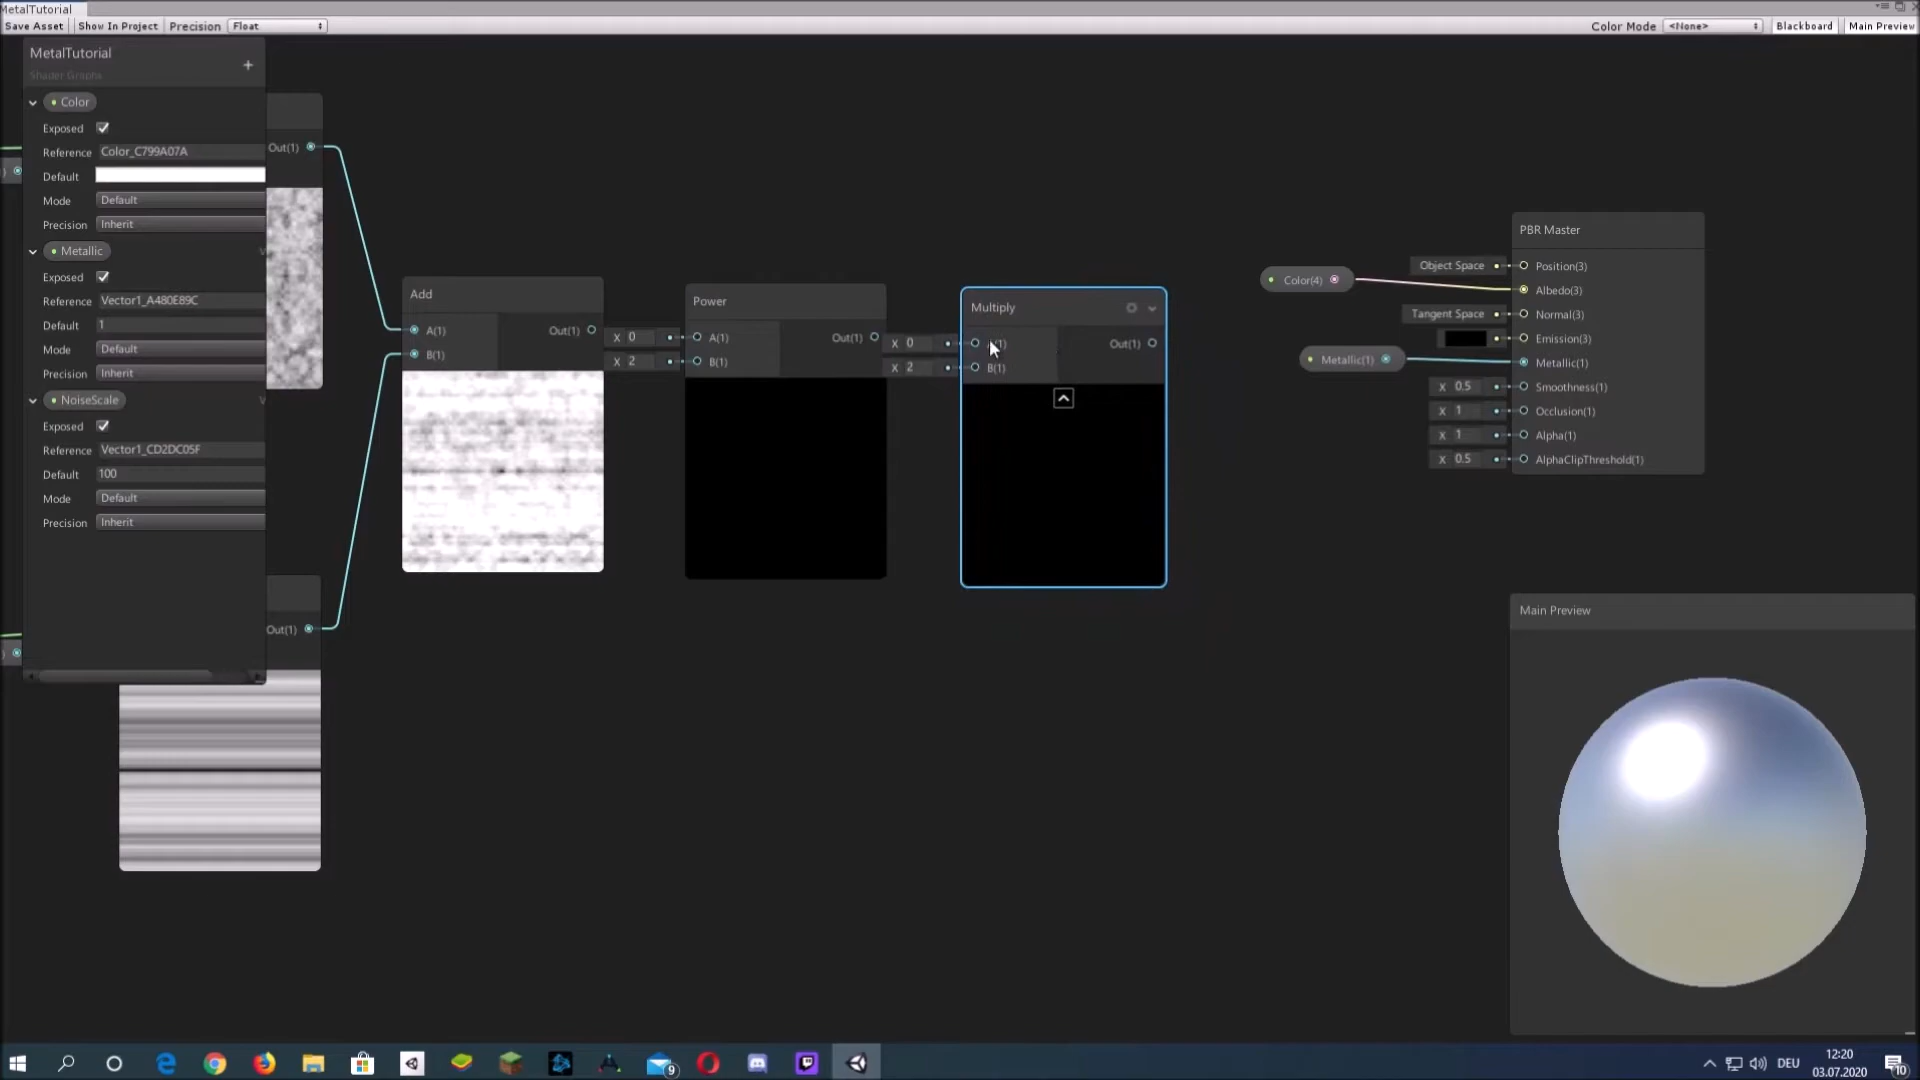 MetalTutorial
Save Asset Show In Project Precision Float Color Mode <None> Blackboard Main Preview
MetalTutorial +
Shader Graphs
Color
Exposed
Reference Color_C799A07A
Default
Mode Default
Precision Inherit
Metallic
Exposed
Reference Vector1_A480E89C
Default 1
Mode Default
Precision Inherit
NoiseScale
Exposed
Reference Vector1_CD2DC05F
Default 100
Mode Default
Precision Inherit
Out(1)
Out(1)
Add
A(1) Out(1)
B(1)
X 0
X 2
Power
A(1) Out(1)
B(1)
X 0
X 2
Multiply
Out(1)
B(1)
Color(4)
Metallic(1)
PBR Master
Object Space Position(3)
Albedo(3)
Tangent Space Normal(3)
Emission(3)
Metallic(1)
X 0.5 Smoothness(1)
X 1 Occlusion(1)
X 1 Alpha(1)
X 0.5 AlphaClipThreshold(1)
Main Preview
9
DEU
12:20
03.07.2020
10